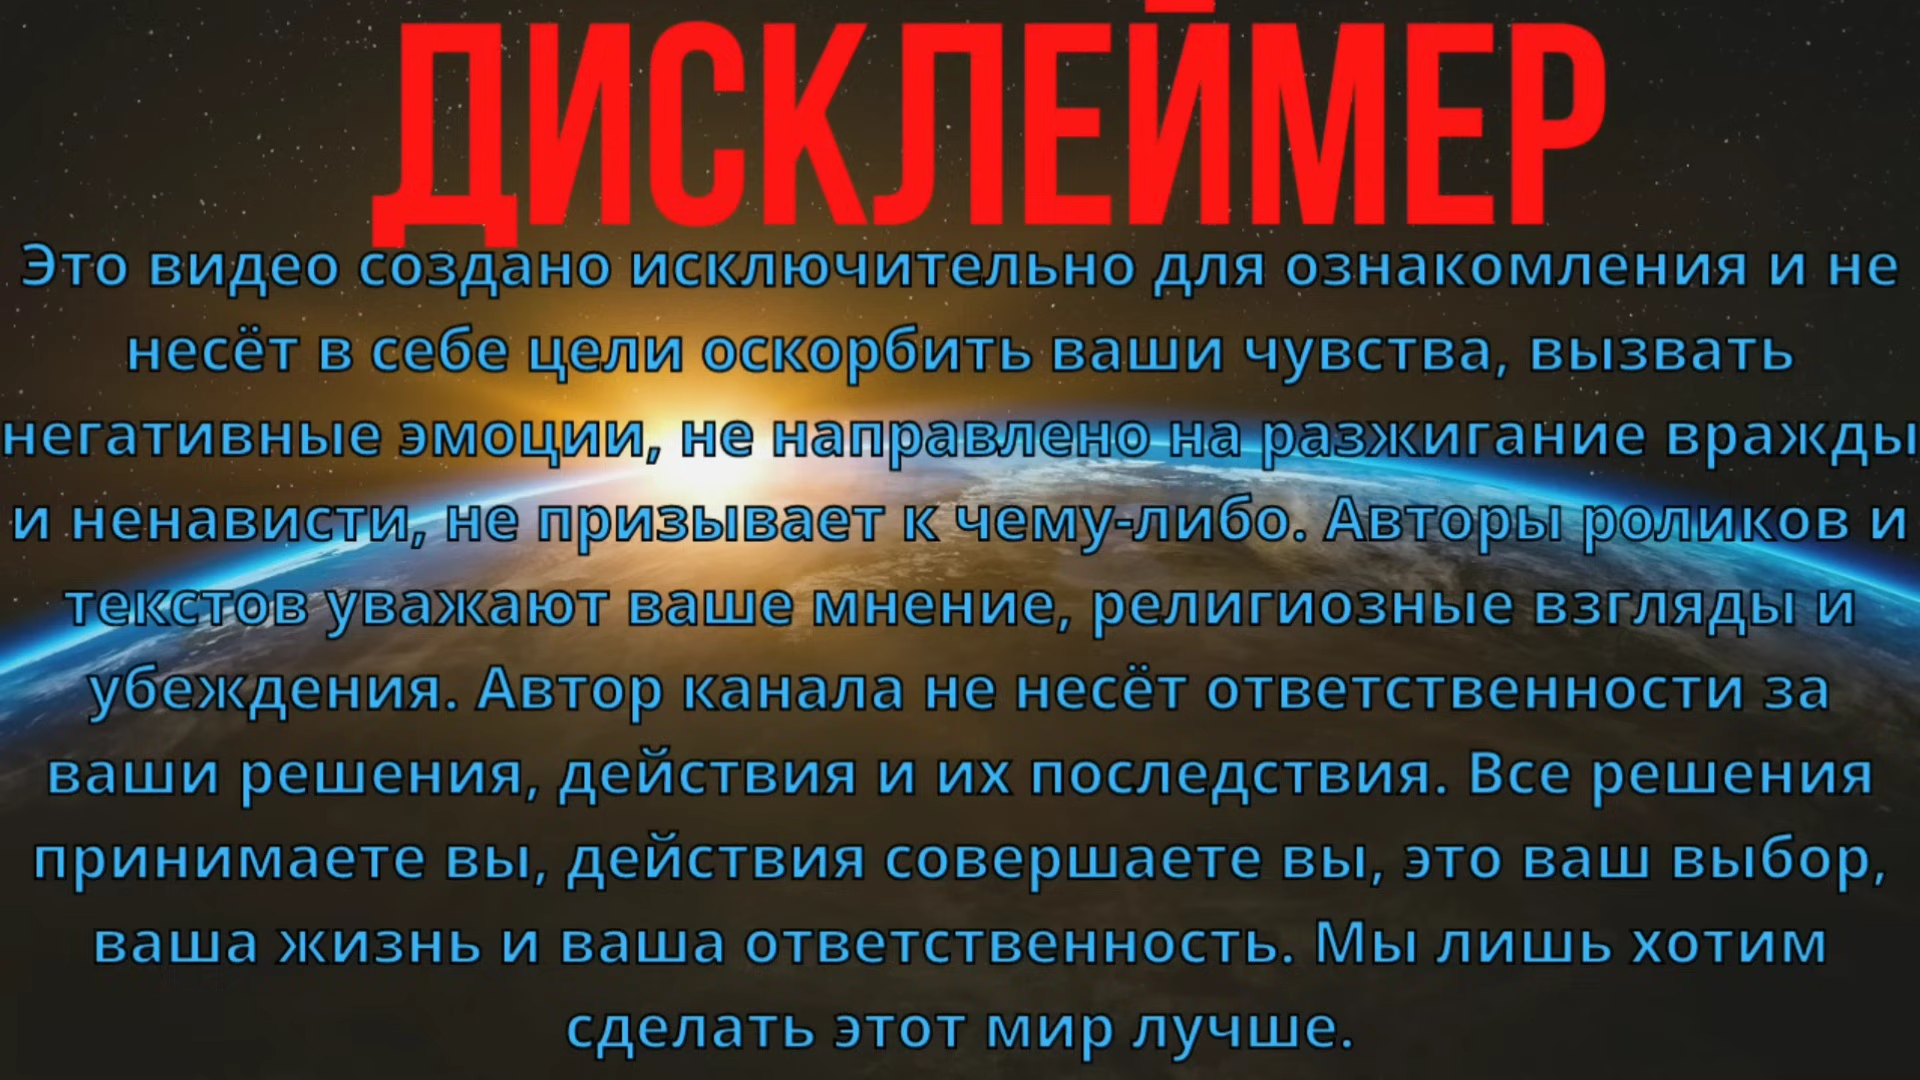 ДИСКЛЕЙМЕР
Это видео создано исключительно для ознакомления и не
несёт в себе цели оскорбить ваши чувства, вызвать
негативные эмоции, не направлено на разжигание вражды
и ненависти, не призывает к чему-либо. Авторы роликов и
текстов уважают ваше мнение, религиозные взгляды и
убеждения. Автор канала не несёт ответственности за
ваши решения, действия и их последствия. Все решения
принимаете вы, действия совершаете вы, это ваш выбор,
ваша жизнь и ваша ответственность. Мы лишь хотим
сделать этот мир лучше.